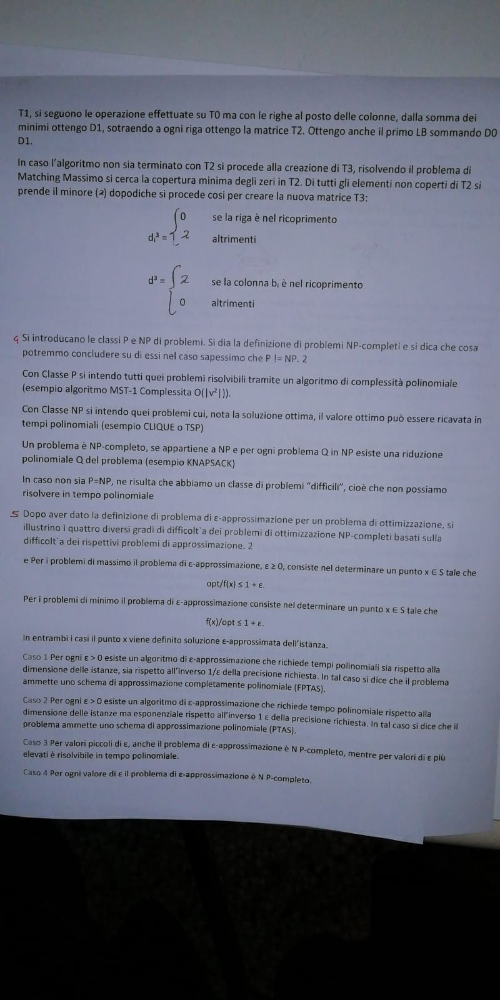 T1, si seguono le operazione effettuate su T0 ma con le righe al posto delle colonne, dalla somma dei
minimi ottengo D1, sotraendo a ogni riga ottengo la matrice T2. Ottengo anche il primo LB sommando D0
D1.
In caso l'algoritmo non sia terminato con T2 si procede alla creazione di T3, risolvendo il problema di
Matching Massimo si cerca la copertura minima degli zeri in T2. Di tutti gli elementi non coperti di T2 si
prende il minore (λ) dopodiche si procede cosi per creare la nuova matrice T3:
0 se la riga è nel ricoprimento
dᵢ³ = λ altrimenti
d³ = λ se la colonna bⱼ è nel ricoprimento
0 altrimenti
4 Si introducano le classi P e NP di problemi. Si dia la definizione di problemi NP-completi e si dica che cosa
potremmo concludere su di essi nel caso sapessimo che P != NP. 2
Con Classe P si intendo tutti quei problemi risolvibili tramite un algoritmo di complessità polinomiale
(esempio algoritmo MST-1 Complessita O(|v²|)).
Con Classe NP si intendo quei problemi cui, nota la soluzione ottima, il valore ottimo può essere ricavata in
tempi polinomiali (esempio CLIQUE o TSP)
Un problema è NP-completo, se appartiene a NP e per ogni problema Q in NP esiste una riduzione
polinomiale Q del problema (esempio KNAPSACK)
In caso non sia P=NP, ne risulta che abbiamo un classe di problemi “difficili”, cioè che non possiamo
risolvere in tempo polinomiale
5 Dopo aver dato la definizione di problema di ε-approssimazione per un problema di ottimizzazione, si
illustrino i quattro diversi gradi di difficolt`a dei problemi di ottimizzazione NP-completi basati sulla
difficolt`a dei rispettivi problemi di approssimazione. 2
e Per i problemi di massimo il problema di ε-approssimazione, ε ≥ 0, consiste nel determinare un punto x ∈ S tale che
opt/f(x) ≤ 1 + ε.
Per i problemi di minimo il problema di ε-approssimazione consiste nel determinare un punto x ∈ S tale che
f(x)/opt ≤ 1 + ε.
In entrambi i casi il punto x viene definito soluzione ε-approssimata dell'istanza.
Caso 1 Per ogni ε > 0 esiste un algoritmo di ε-approssimazione che richiede tempi polinomiali sia rispetto alla
dimensione delle istanze, sia rispetto all'inverso 1/ε della precisione richiesta. In tal caso si dice che il problema
ammette uno schema di approssimazione completamente polinomiale (FPTAS).
Caso 2 Per ogni ε > 0 esiste un algoritmo di ε-approssimazione che richiede tempo polinomiale rispetto alla
dimensione delle istanze ma esponenziale rispetto all'inverso 1 ε della precisione richiesta. In tal caso si dice che il
problema ammette uno schema di approssimazione polinomiale (PTAS).
Caso 3 Per valori piccoli di ε, anche il problema di ε-approssimazione è N P-completo, mentre per valori di ε più
elevati è risolvibile in tempo polinomiale.
Caso 4 Per ogni valore di ε il problema di ε-approssimazione è N P-completo.